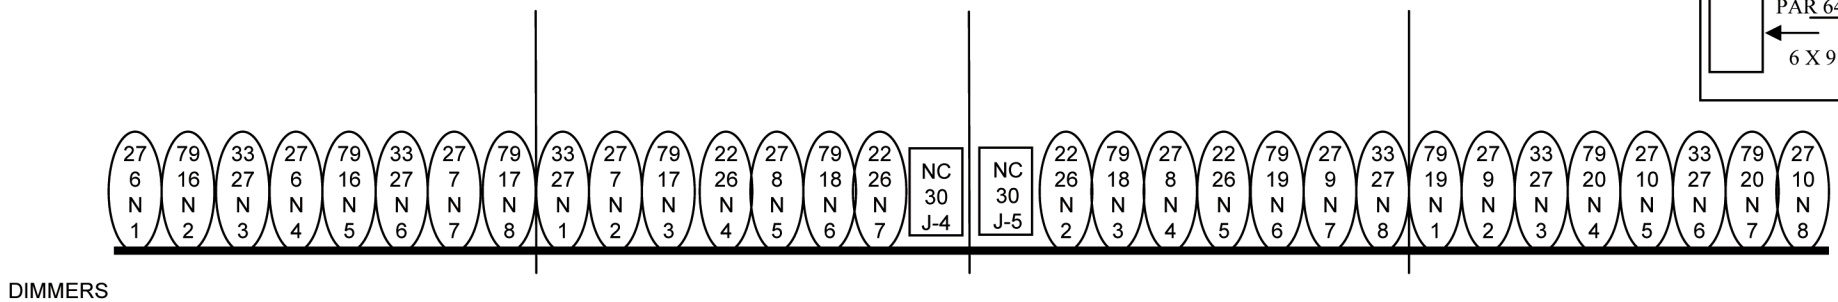 PAR 64
6 X 9
27 79 33 27 79 33 27 79 33 27 79 22 27 79 22 22 79 27 22 79 27 33 79 27 33 79 27 33 79 27
6 16 27 6 16 27 7 17 27 7 17 26 8 18 26 NC NC 26 18 8 26 19 9 27 19 9 27 20 10 27 20 10
N N N N N N N N N N N N N N N 30 30 N N N N N N N N N N N N N N N
1 2 3 4 5 6 7 8 1 2 3 4 5 6 7 J-4 J-5 2 3 4 5 6 7 8 1 2 3 4 5 6 7 8
DIMMERS